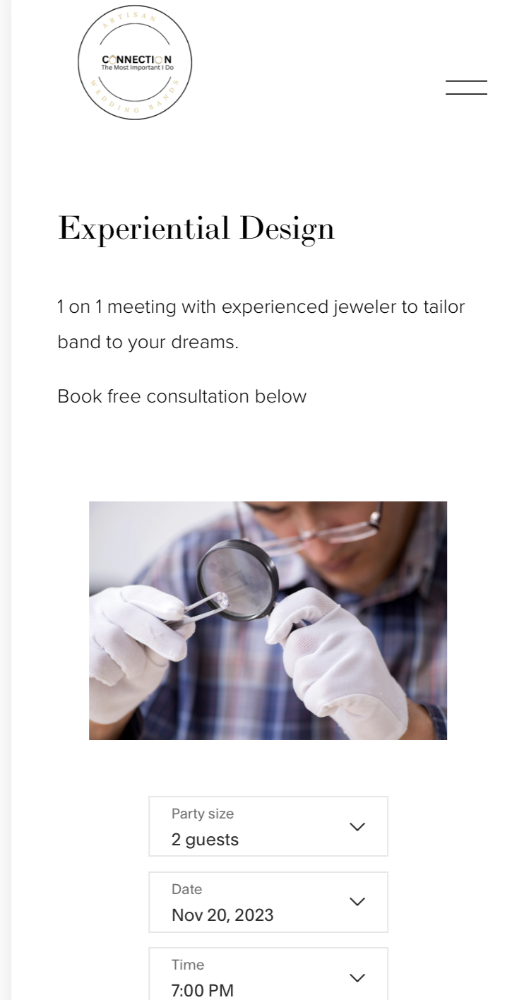 ARTISAN
CONNECTION
The Most Important I Do
WEDDING BANDS
Experiential Design
1 on 1 meeting with experienced jeweler to tailor
band to your dreams.
Book free consultation below
Party size
2 guests
Date
Nov 20, 2023
Time
7:00 PM